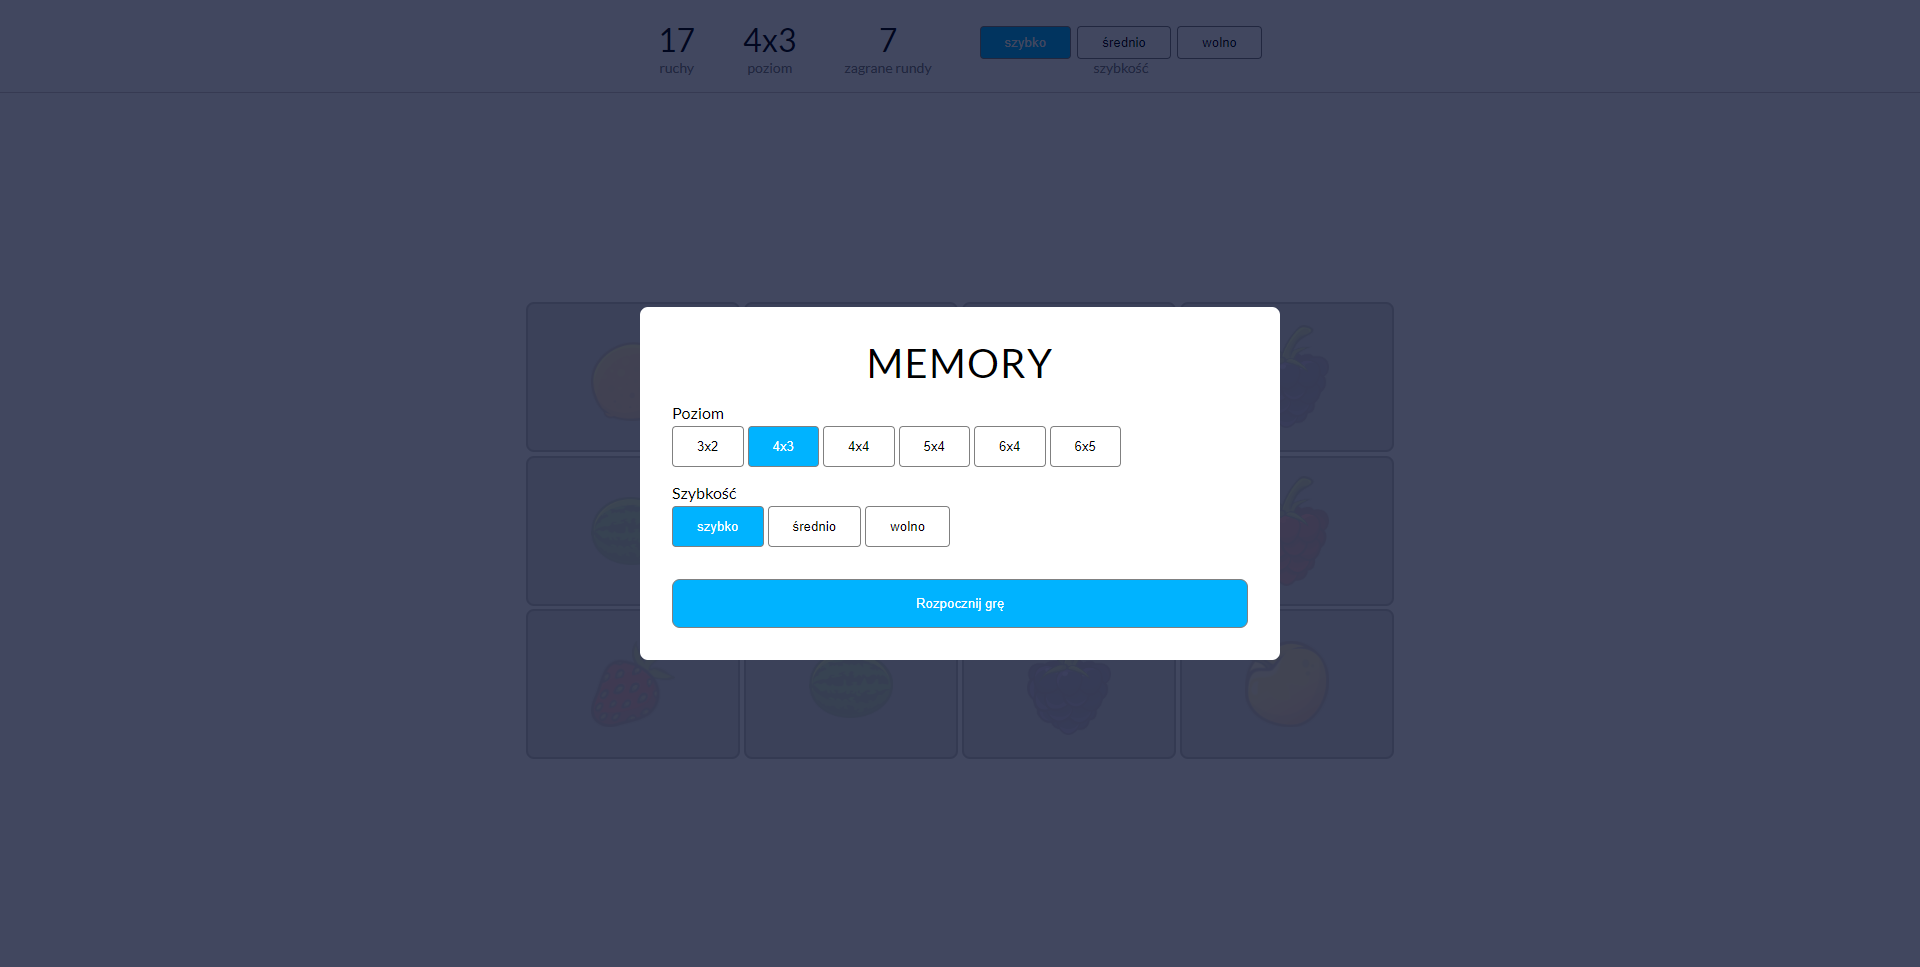 17 4x3 7 szybko średnio wolno
ruchy poziom zagrane rundy szybkość
MEMORY
Poziom
3x2 4x3 4x4 5x4 6x4 6x5
Szybkość
szybko średnio wolno
Rozpocznij grę